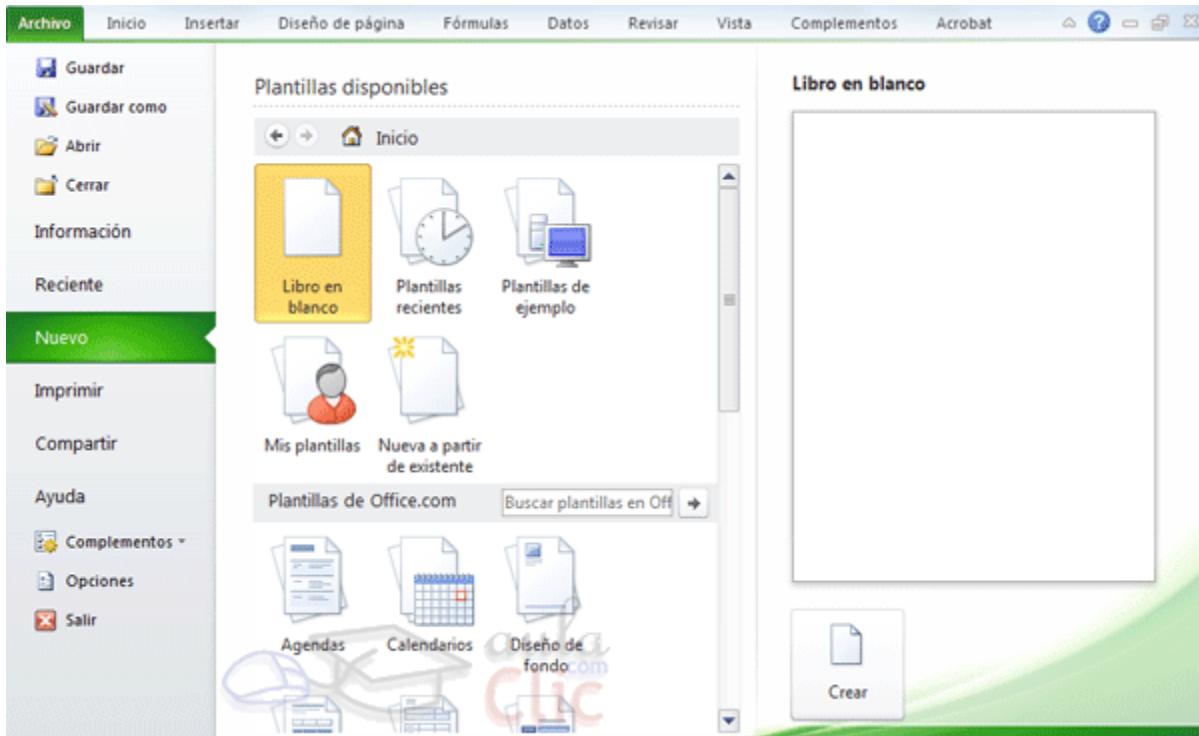 Archivo Inicio Insertar Diseño de página Fórmulas Datos Revisar Vista Complementos Acrobat
Guardar
Guardar como
Abrir
Cerrar
Información
Reciente
Nuevo
Imprimir
Compartir
Ayuda
Complementos
Opciones
Salir
Plantillas disponibles
Inicio
Libro en
blanco
Plantillas
recientes
Plantillas de
ejemplo
Mis plantillas
Nueva a partir
de existente
Plantillas de Office.com
Buscar plantillas en Off
Agendas
Calendarios
Diseño de
fondo
aula
Clic
.com
Libro en blanco
Crear